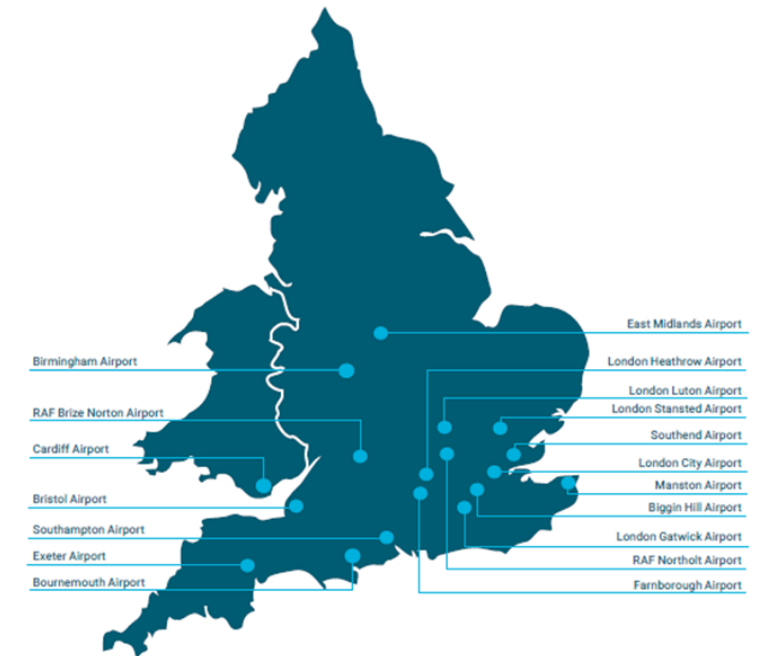 East Midlands Airport
London Heathrow Airport
Birmingham Airport
London Luton Airport
London Stansted Airport
RAF Brize Norton Airport
Southend Airport
Cardiff Airport
London City Airport
Manston Airport
Bristol Airport
Biggin Hill Airport
Southampton Airport
London Gatwick Airport
Exeter Airport
RAF Northolt Airport
Bournemouth Airport
Farnborough Airport